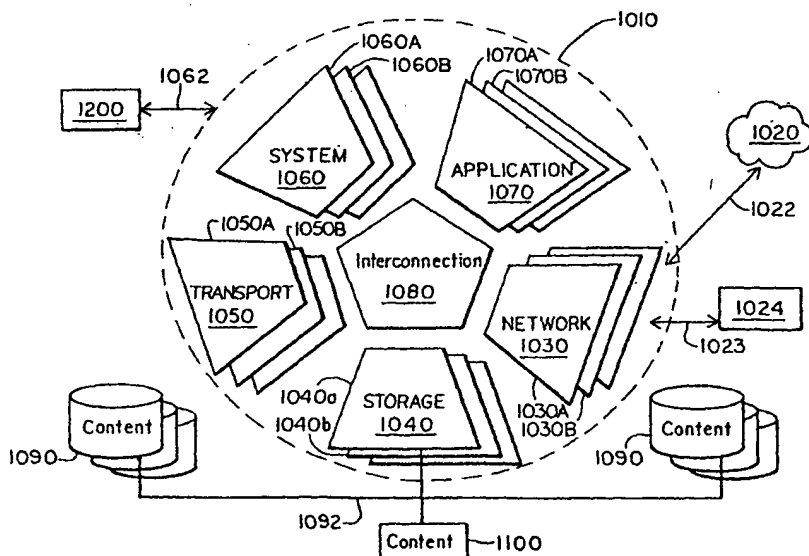 1010
1060A
1060B
1070A
1070B
1062
1200
1020
SYSTEM
1060
APPLICATION
1070
1022
1050A
1050B
Interconnection
1080
TRANSPORT
1050
NETWORK
1030
1024
1023
1040a
STORAGE
1040
1040b
1030A
1030B
Content
Content
1090
1090
1092
Content
1100